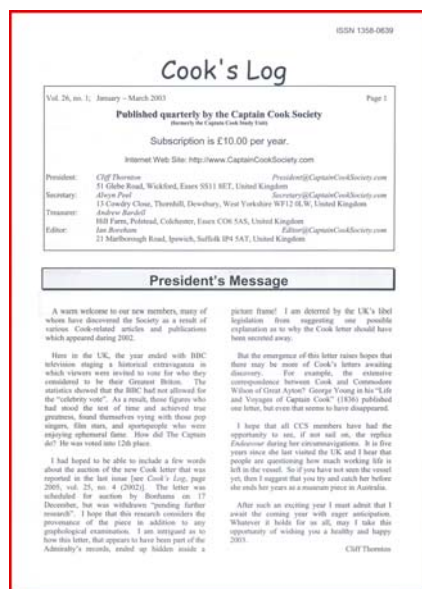 ISSN 1358-0639
Cook's Log
Vol. 26, no. 1; January – March 2003 Page 1
Published quarterly by the Captain Cook Society
(formerly the Captain Cook Study Unit)
Subscription is £10.00 per year.
Internet Web Site: http://www.CaptainCookSociety.com
President: Cliff Thornton President@CaptainCookSociety.com
51 Glebe Road, Wickford, Essex SS11 8ET, United Kingdom
Secretary: Alwyn Peel Secretary@CaptainCookSociety.com
13 Cowdry Close, Thornhill, Dewsbury, West Yorkshire WF12 0LW, United Kingdom
Treasurer: Andrew Bardell
Hill Farm, Polstead, Colchester, Essex CO6 5AS, United Kingdom
Editor: Ian Boreham Editor@CaptainCookSociety.com
21 Marlborough Road, Ipswich, Suffolk IP4 5AT, United Kingdom
President's Message
A warm welcome to our new members, many of
whom have discovered the Society as a result of
various Cook-related articles and publications
which appeared during 2002.
Here in the UK, the year ended with BBC
television staging a historical extravaganza in
which viewers were invited to vote for who they
considered to be their Greatest Briton. The
statistics showed that the BBC had not allowed for
the "celebrity vote". As a result, those figures who
had stood the test of time and achieved true
greatness, found themselves vying with those pop
singers, film stars, and sportspeople who were
enjoying ephemeral fame. How did The Captain
do? He was voted into 12th place.
I had hoped to be able to include a few words
about the auction of the new Cook letter that was
reported in the last issue [see Cook's Log, page
2005, vol. 25, no. 4 (2002)]. The letter was
scheduled for auction by Bonhams on 17
December, but was withdrawn "pending further
research". I hope that this research considers the
provenance of the piece in addition to any
graphological examination. I am intrigued as to
how this letter, that appears to have been part of the
Admiralty's records, ended up hidden inside a
picture frame! I am deterred by the UK's libel
legislation from suggesting one possible
explanation as to why the Cook letter should have
been secreted away.
But the emergence of this letter raises hopes that
there may be more of Cook's letters awaiting
discovery. For example, the extensive
correspondence between Cook and Commodore
Wilson of Great Ayton? George Young in his "Life
and Voyages of Captain Cook" (1836) published
one letter, but even that seems to have disappeared.
I hope that all CCS members have had the
opportunity to see, if not sail on, the replica
Endeavour during her circumnavigations. It is five
years since she last visited the UK and I hear that
people are questioning how much working life is
left in the vessel. So if you have not seen the vessel
yet, then I suggest that you try and catch her before
she ends her years as a museum piece in Australia.
After such an exciting year I must admit that I
await the coming year with eager anticipation.
Whatever it holds for us all, may I take this
opportunity of wishing you a healthy and happy
2003.
Cliff Thornton